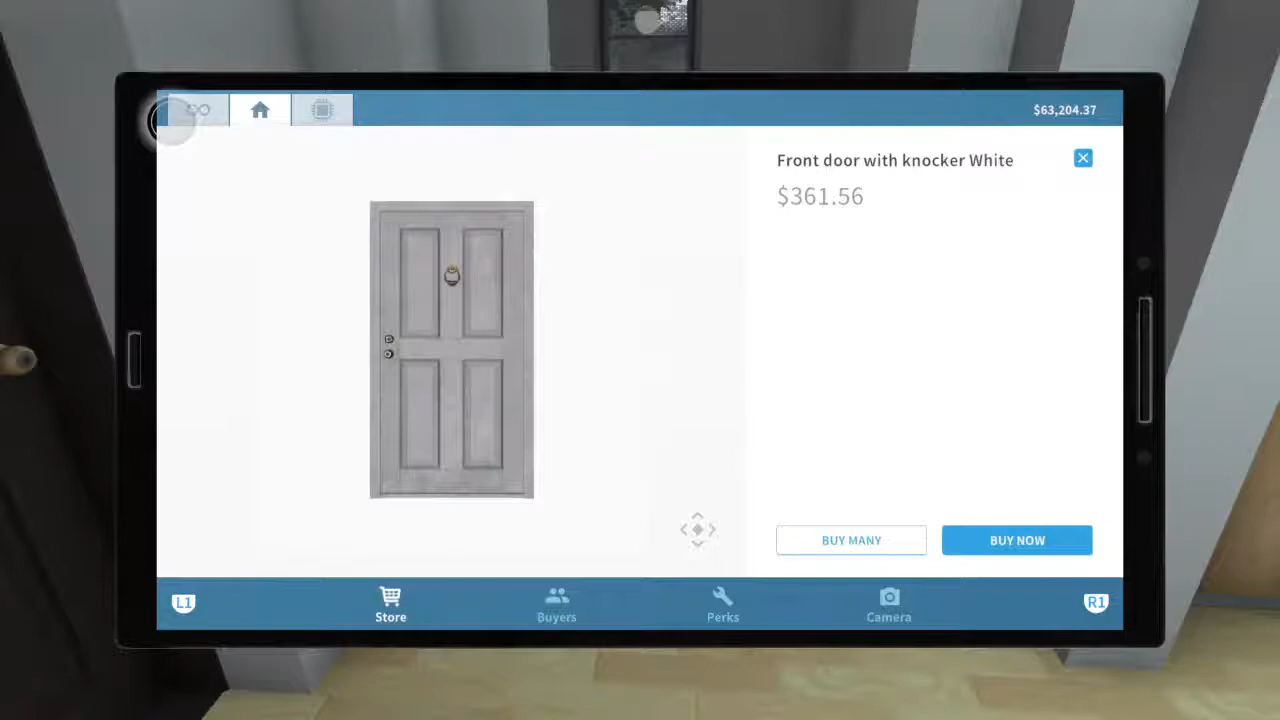 $63,204.37
Front door with knocker White
$361.56
BUY MANY
BUY NOW
L1
Store
Buyers
Perks
Camera
R1